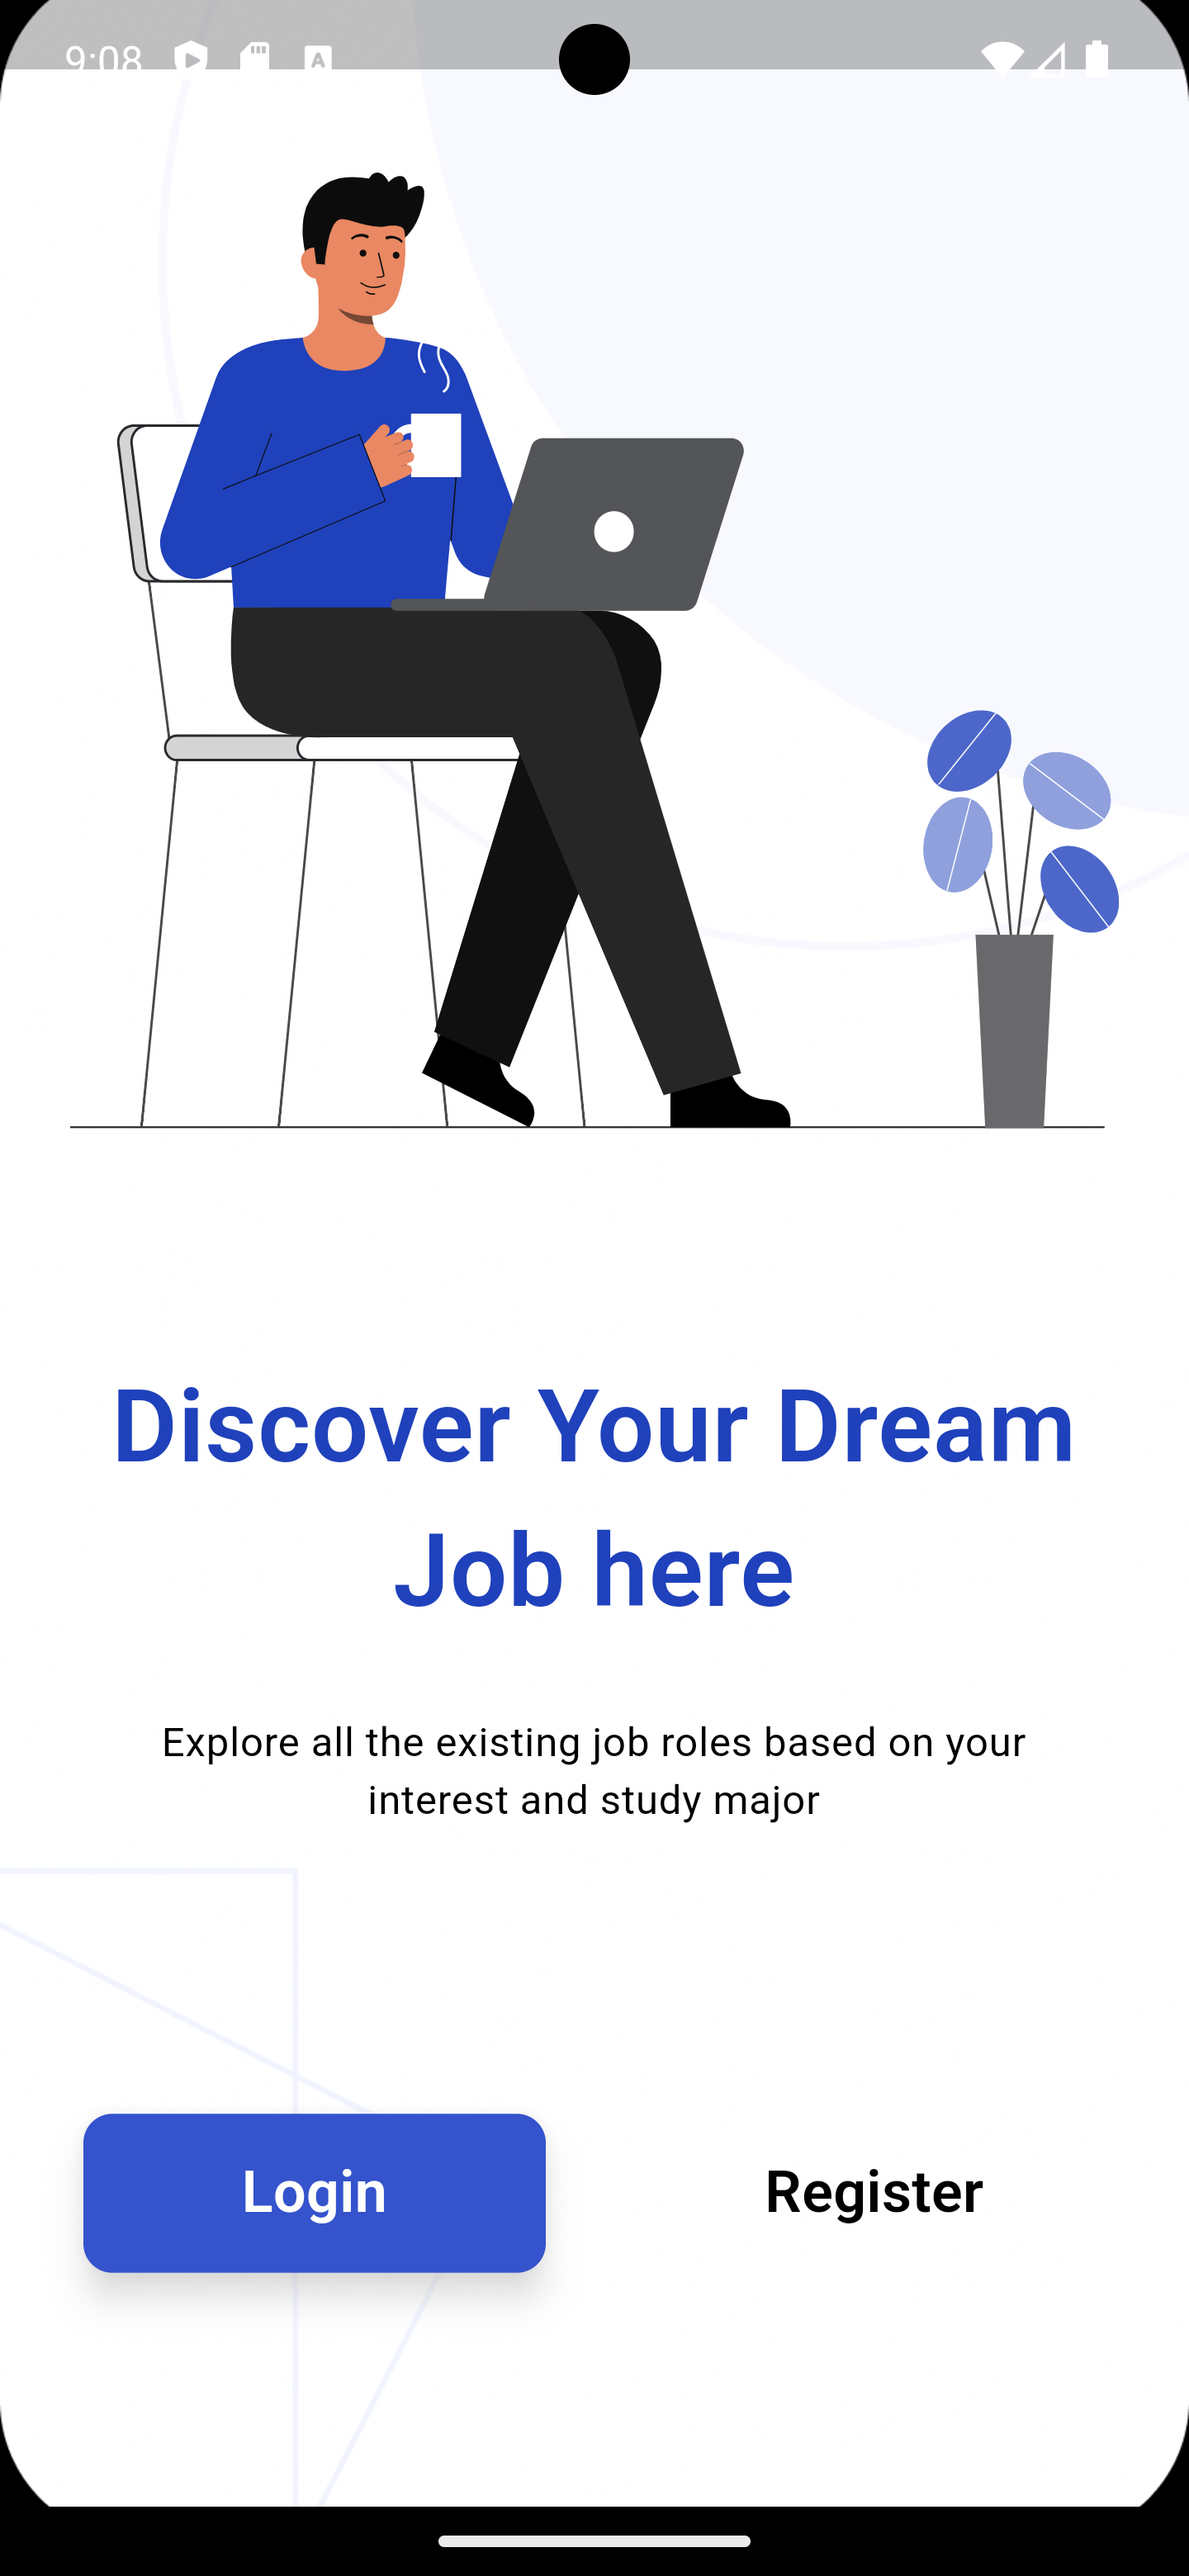 9:08
Discover Your Dream
Job here
Explore all the existing job roles based on your
interest and study major
Login
Register